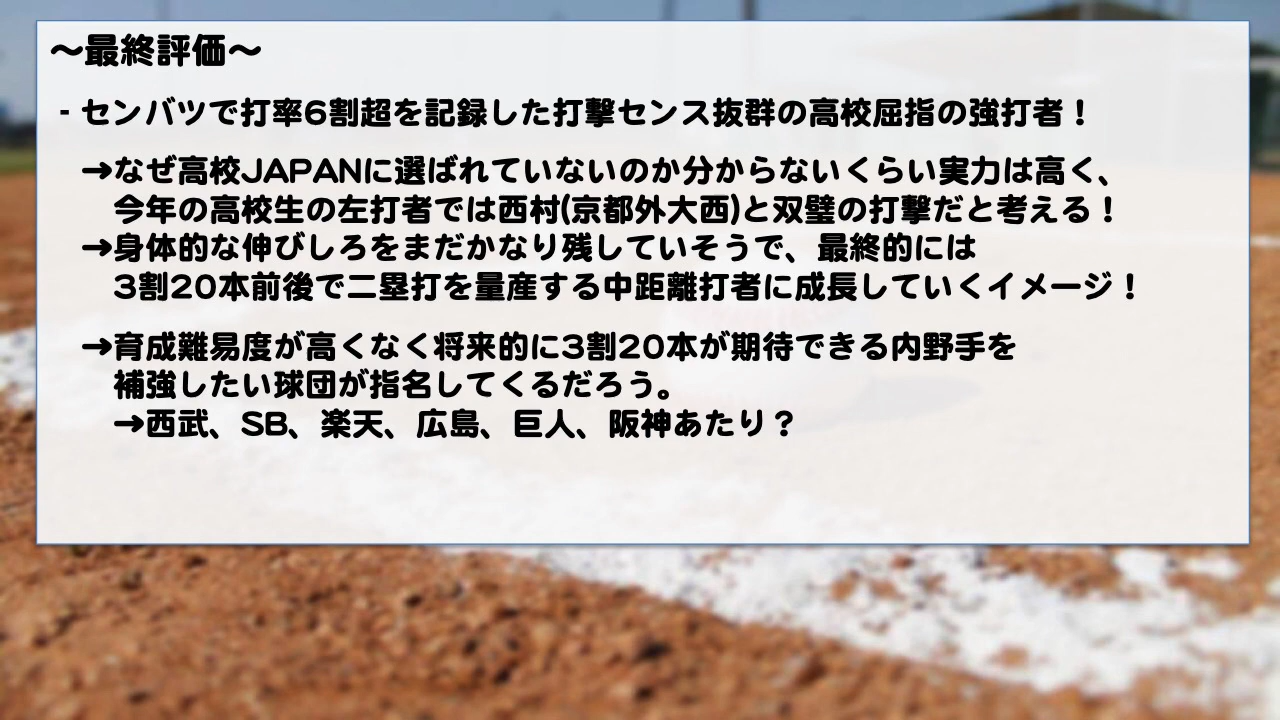 ～最終評価～
- センバツで打率6割超を記録した打撃センス抜群の高校屈指の強打者！
→なぜ高校JAPANに選ばれていないのか分からないくらい実力は高く、
今年の高校生の左打者では西村(京都外大西)と双璧の打撃だと考える！
→身体的な伸びしろをまだかなり残していそうで、最終的には
3割20本前後で二塁打を量産する中距離打者に成長していくイメージ！
→育成難易度が高くなく将来的に3割20本が期待できる内野手を
補強したい球団が指名してくるだろう。
→西武、SB、楽天、広島、巨人、阪神あたり？